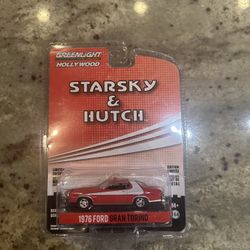 GREENLIGHT
HOLLYWOOD
STARSKY
&
HUTCH
1976 FORD GRAN TORINO